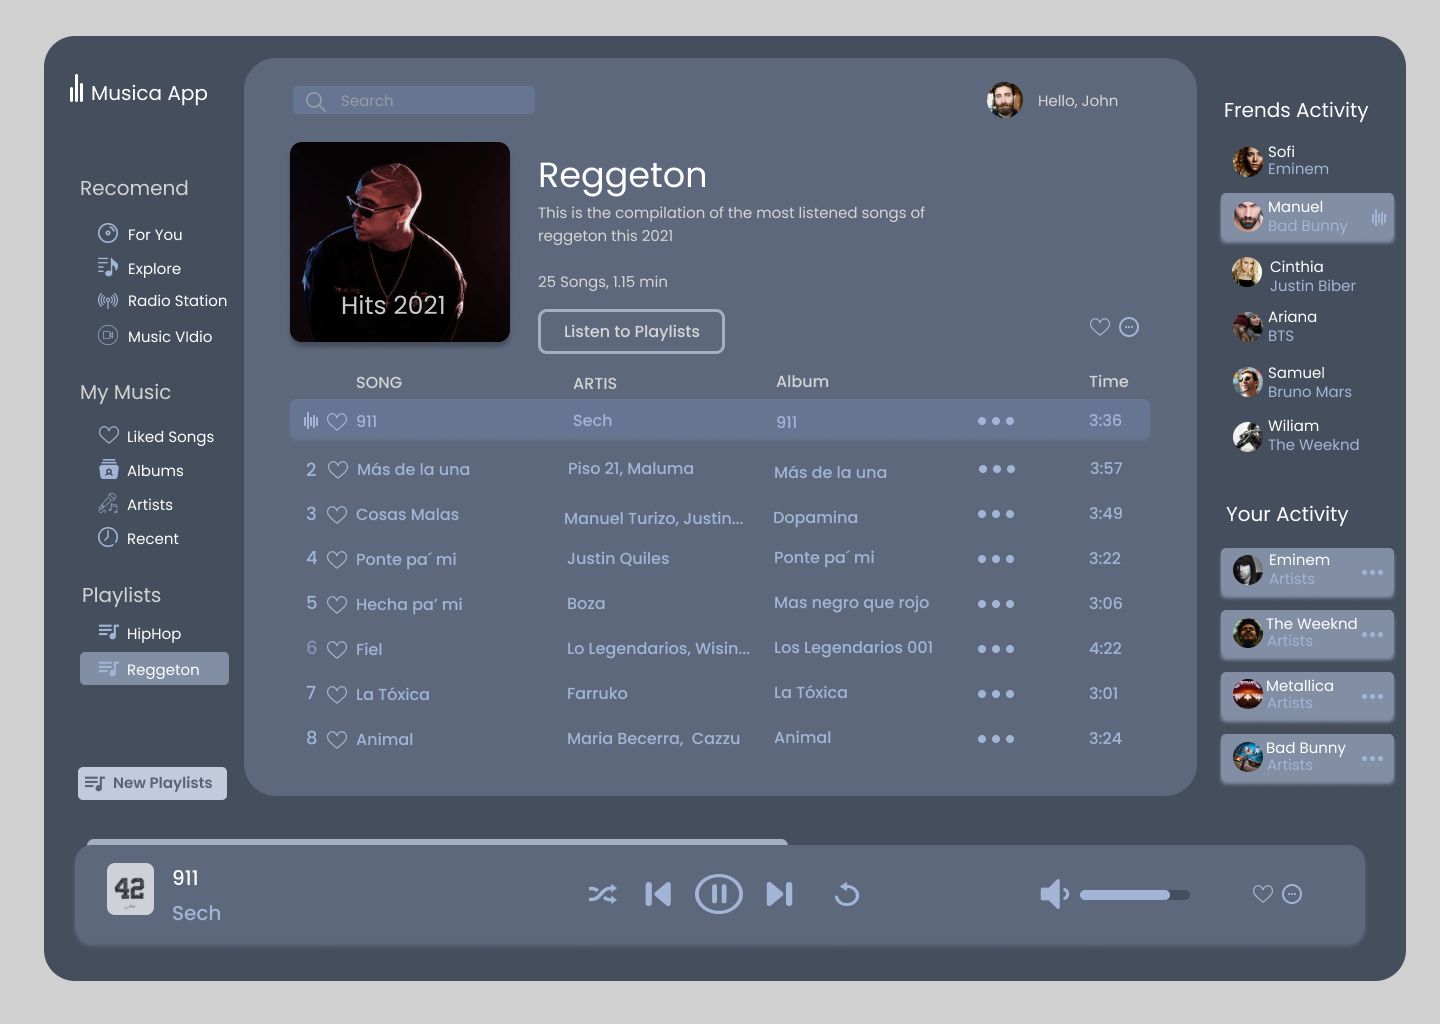 Musica App
Recomend
For You
Explore
Radio Station
Music VIdio
My Music
Liked Songs
Albums
Artists
Recent
Playlists
HipHop
Reggeton
New Playlists
Search
Hello, John
Hits 2021
Reggeton
This is the compilation of the most listened songs of
reggeton this 2021
25 Songs, 1.15 min
Listen to Playlists
SONG ARTIS Album Time
911 Sech 911 3:36
2 Más de la una Piso 21, Maluma Más de la una 3:57
3 Cosas Malas Manuel Turizo, Justin... Dopamina 3:49
4 Ponte pa´ mi Justin Quiles Ponte pa´ mi 3:22
5 Hecha pa’ mi Boza Mas negro que rojo 3:06
6 Fiel Lo Legendarios, Wisin... Los Legendarios 001 4:22
7 La Tóxica Farruko La Tóxica 3:01
8 Animal Maria Becerra, Cazzu Animal 3:24
Frends Activity
Sofi
Eminem
Manuel
Bad Bunny
Cinthia
Justin Biber
Ariana
BTS
Samuel
Bruno Mars
Wiliam
The Weeknd
Your Activity
Eminem
Artists
The Weeknd
Artists
Metallica
Artists
Bad Bunny
Artists
42
911
Sech